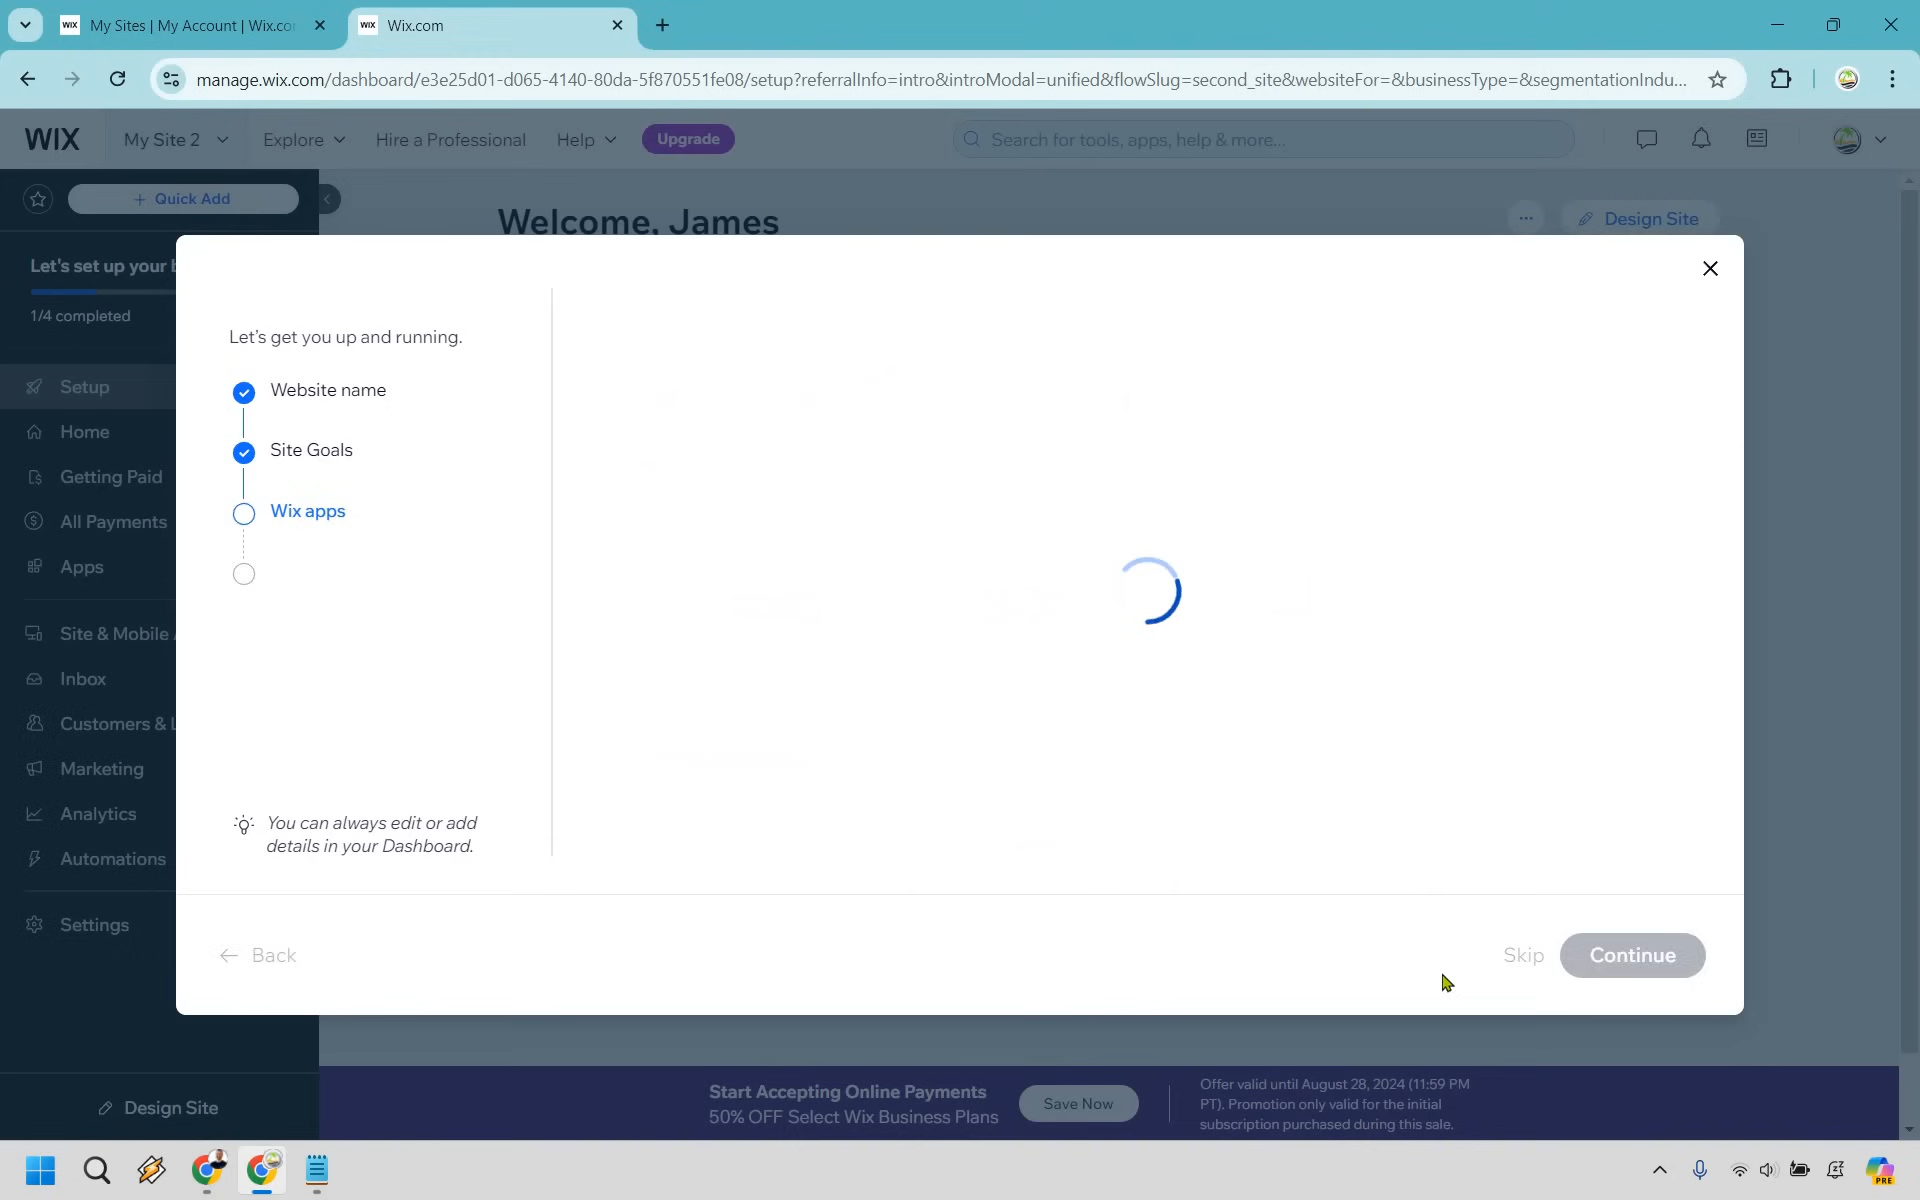 WIX My Sites | My Account | Wix.co
WIX Wix.com
manage.wix.com/dashboard/e3e25d01-d065-4140-80da-5f870551fe08/setup?referralInfo=intro&introModal=unified&flowSlug=second_site&websiteFor=&businessType=&segmentationIndu...
WIX
My Site 2
Explore
Hire a Professional
Help
Upgrade
Search for tools, apps, help & more...
+ Quick Add
Welcome, James
... Design Site
Let's set up your b
1/4 completed
Setup
Home
Getting Paid
All Payments
Apps
Site & Mobile A
Inbox
Customers & L
Marketing
Analytics
Automations
Settings
Design Site
Let's get you up and running.
Website name
Site Goals
Wix apps
You can always edit or add
details in your Dashboard.
Back
Skip
Continue
Start Accepting Online Payments
50% OFF Select Wix Business Plans
Save Now
Offer valid until August 28, 2024 (11:59 PM
PT). Promotion only valid for the initial
subscription purchased during this sale.
PRE